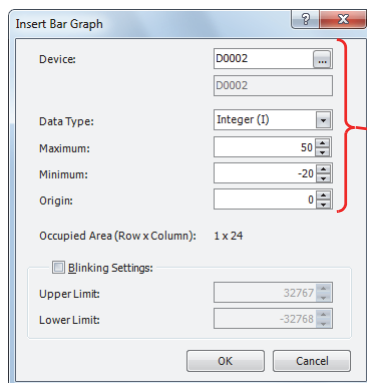 Insert Bar Graph
Device: D0002 ...
D0002
Data Type: Integer (I)
Maximum: 50
Minimum: -20
Origin: 0
Occupied Area (Row x Column): 1 x 24
Blinking Settings:
Upper Limit: 32767
Lower Limit: -32768
OK Cancel